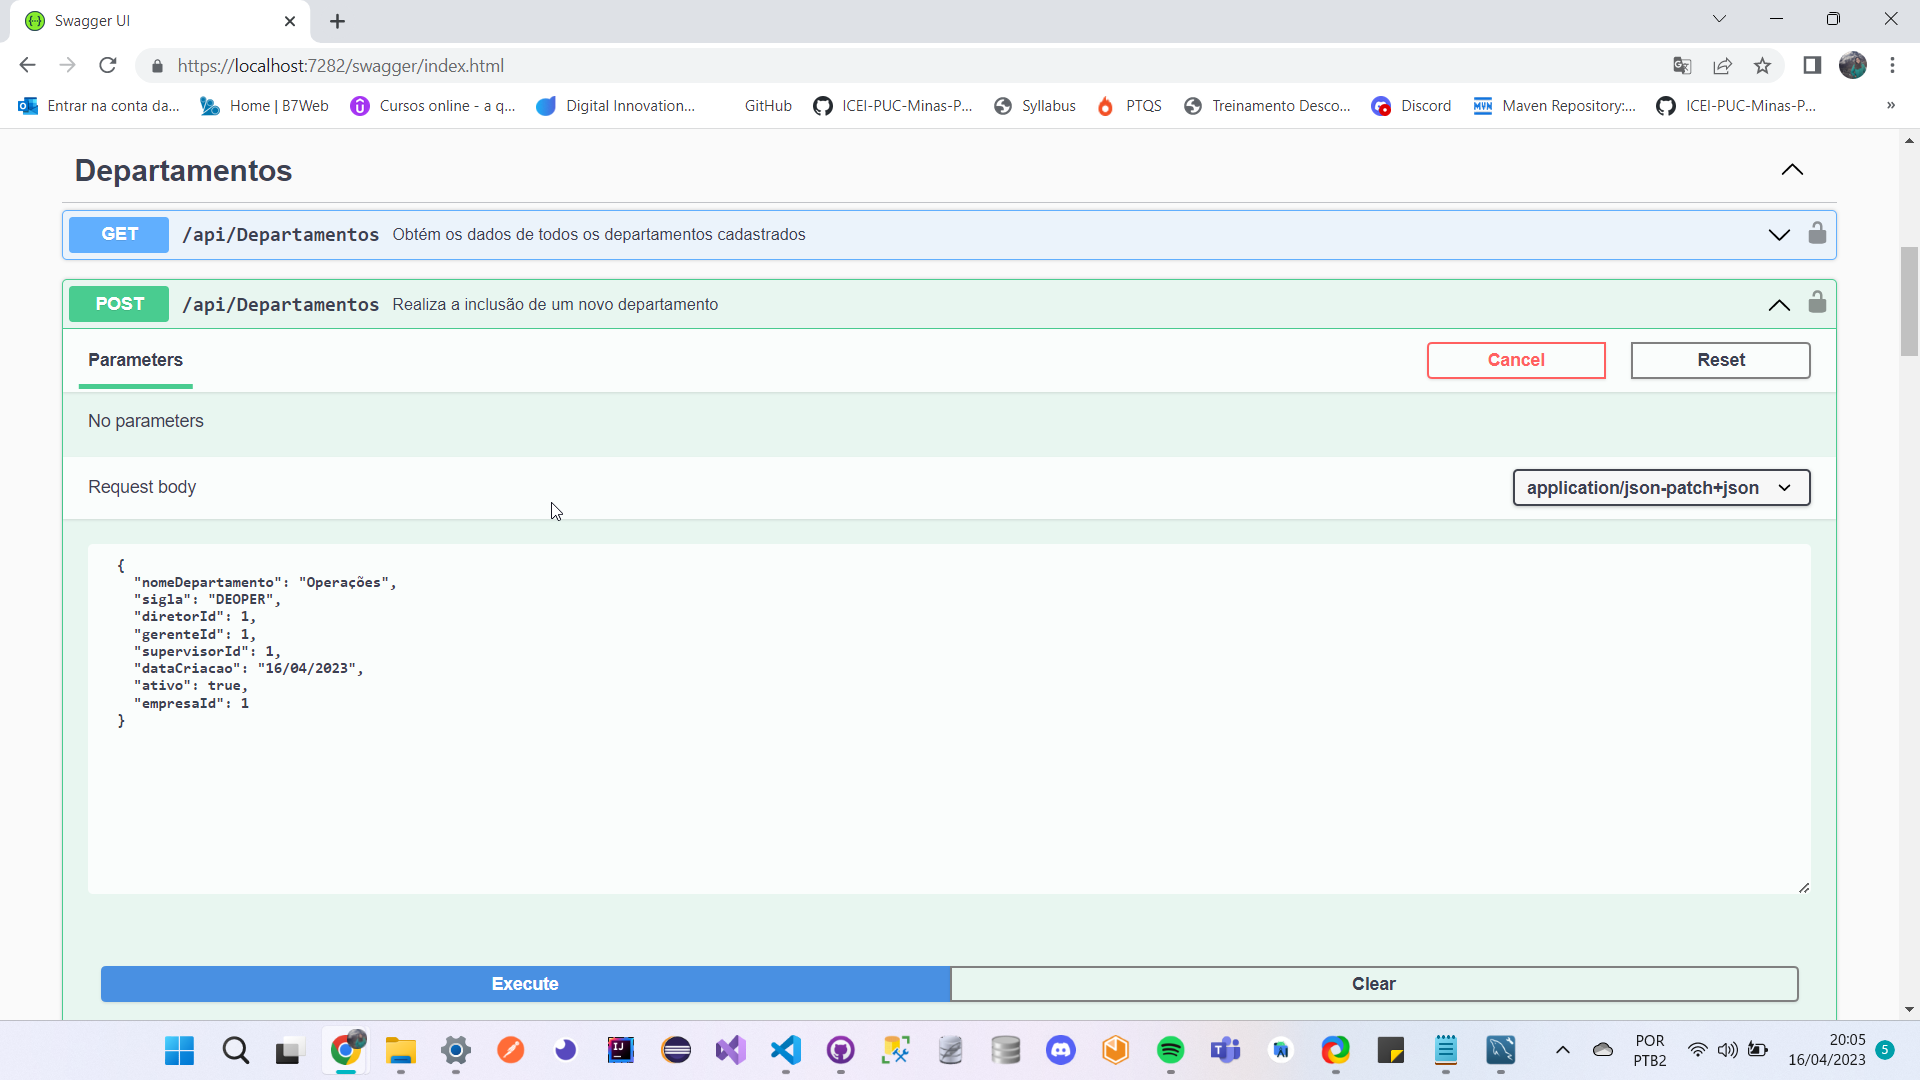 Swagger UI
https://localhost:7282/swagger/index.html
Entrar na conta da...
Home | B7Web
Cursos online - a q...
Digital Innovation...
GitHub
ICEI-PUC-Minas-P...
Syllabus
PTQS
Treinamento Desco...
Discord
Maven Repository:...
ICEI-PUC-Minas-P...
»
Departamentos
GET /api/Departamentos Obtém os dados de todos os departamentos cadastrados
POST /api/Departamentos Realiza a inclusão de um novo departamento
Parameters
Cancel
Reset
No parameters
Request body
application/json-patch+json
{
"nomeDepartamento": "Operações",
"sigla": "DEOPER",
"diretorId": 1,
"gerenteId": 1,
"supervisorId": 1,
"dataCriacao": "16/04/2023",
"ativo": true,
"empresaId": 1
}
Execute
Clear
POR
PTB2
20:05
16/04/2023
5